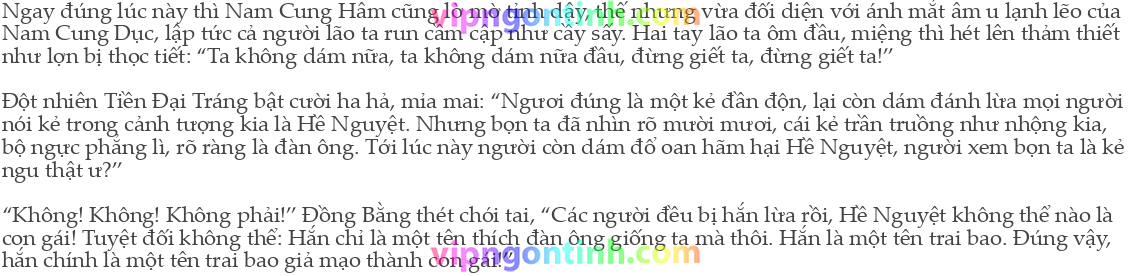 Ngay đúng lúc này thì Nam Cung Hâm cũng lò mò tỉnh dậy, thế nhưng vừa đối diện với ánh mắt âm u lạnh lẽo của
Nam Cung Dục, lập tức cả người lão ta run cầm cập như cầy sấy. Hai tay lão ta ôm đầu, miệng thì hét lên thảm thiết
như lợn bị thọc tiết: “Ta không dám nữa, ta không dám nữa đâu, đừng giết ta, đừng giết ta!”
Đột nhiên Tiền Đại Tráng bật cười ha hả, mỉa mai: “Ngươi đúng là một kẻ đần độn, lại còn dám đánh lừa mọi người
nói kẻ trong cảnh tượng kia là Hề Nguyệt. Nhưng bọn ta đã nhìn rõ mười mươi, cái kẻ trần truồng như nhộng kia,
bộ ngực phẳng lì, rõ ràng là đàn ông. Tới lúc này ngươi còn dám đổ oan hãm hại Hề Nguyệt, ngươi xem bọn ta là kẻ
ngu thật ư?”
“Không! Không! Không phải!” Đồng Bằng thét chói tai, “Các người đều bị hắn lừa rồi, Hề Nguyệt không thể nào là
con gái! Tuyệt đối không thể: Hắn chỉ là một tên thích đàn ông giống ta mà thôi. Hắn là một tên trai bao. Đúng vậy,
hắn chính là một tên trai bao giả mạo thành con gái!”
vipngontinh.com
vipngontinh.com